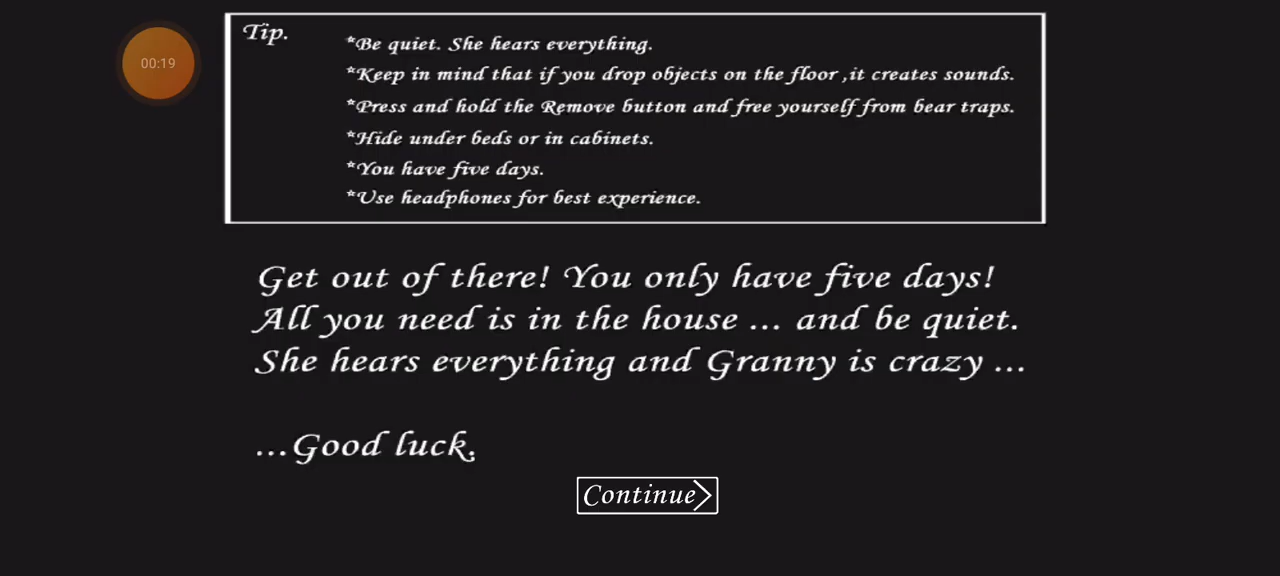 Tip.
*Be quiet. She hears everything.
00:19
*Keep in mind that if you drop objects on the floor ,it creates sounds.
*Press and hold the Remove button and free yourself from bear traps.
*Hide under beds or in cabinets.
*You have five days.
*Use headphones for best experience.
Get out of there! You only have five days!
All you need is in the house ... and be quiet.
She hears everything and Granny is crazy ...
...Good luck.
Continue